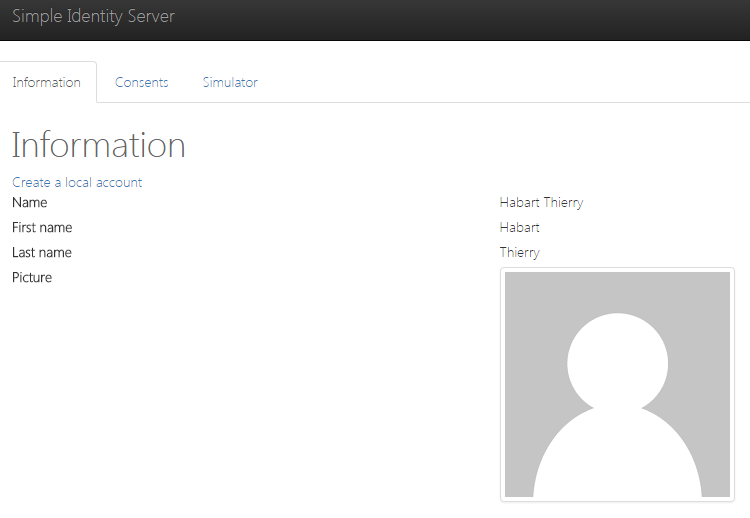 Simple Identity Server
Information Consents Simulator
Information
Create a local account
Name Habart Thierry
First name Habart
Last name Thierry
Picture